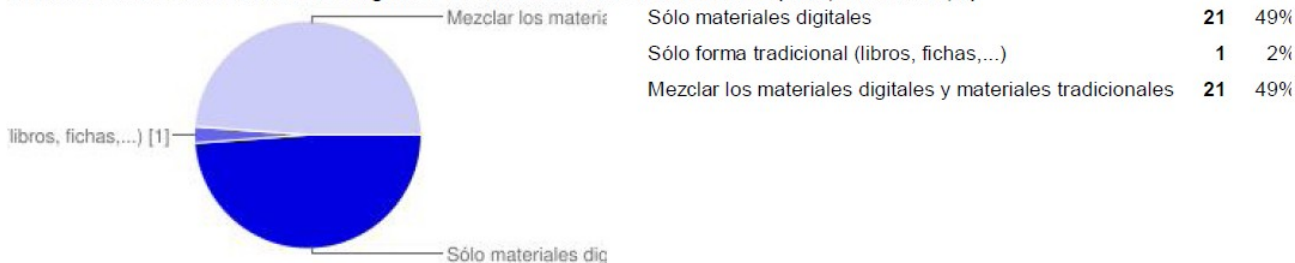 Mezclar los materia
libros, fichas,...) [1]
Sólo materiales dig
Sólo materiales digitales 21 49%
Sólo forma tradicional (libros, fichas,...) 1 2%
Mezclar los materiales digitales y materiales tradicionales 21 49%